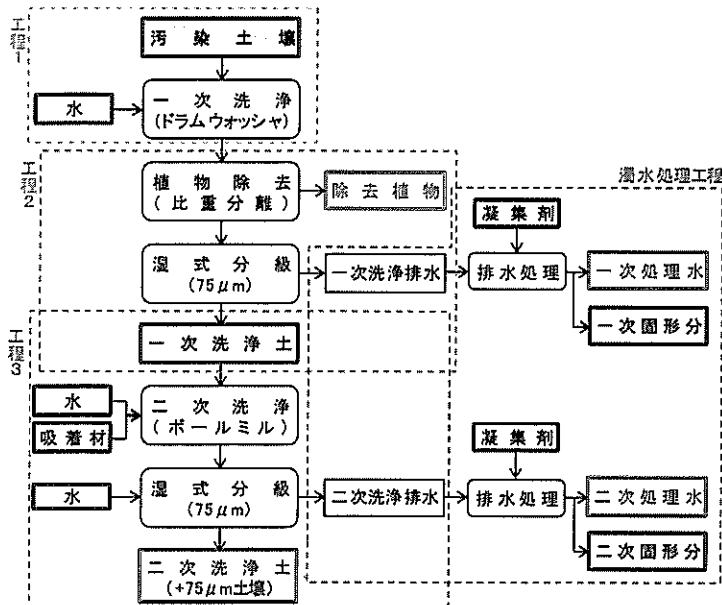 工程1
汚染土壌
水
一次洗浄
(ドラムウォッシャ)
工程2
植物除去
(比重分離)
除去植物
濁水処理工程
凝集剤
湿式分級
(75μm)
一次洗浄排水
排水処理
一次処理水
一次固形分
工程3
一次洗浄土
水
吸着材
二次洗浄
(ボールミル)
凝集剤
水
湿式分級
(75μm)
二次洗浄排水
排水処理
二次処理水
二次固形分
二次洗浄土
(+75μm土壌)